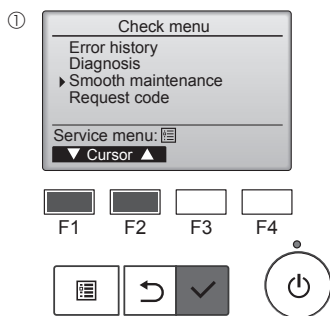 ①
Check menu
Error history
Diagnosis
Smooth maintenance
Request code
Service menu:
▼ Cursor ▲
F1 F2 F3 F4